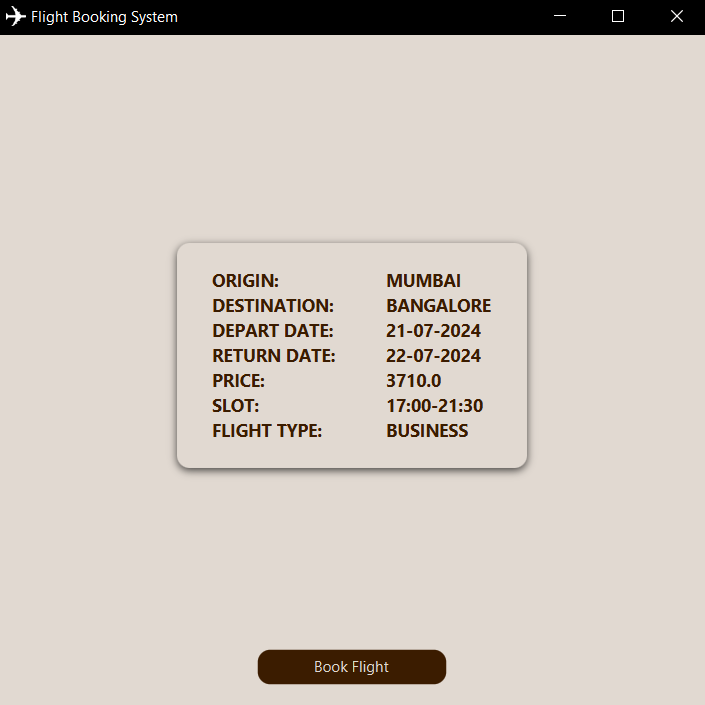 Flight Booking System
ORIGIN: MUMBAI
DESTINATION: BANGALORE
DEPART DATE: 21-07-2024
RETURN DATE: 22-07-2024
PRICE: 3710.0
SLOT: 17:00-21:30
FLIGHT TYPE: BUSINESS
Book Flight